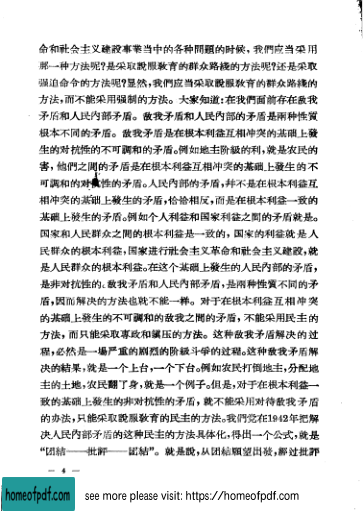 命和社会主义建設事業当中的各种問題的时候，我們应当采用
那一种方法呢？是采取說服敎育的群众路綫的方法呢？还是采取
强迫命令的方法呢？显然，我們应当采取說服敎育的群众路綫的
方法，而不能采用强制的方法。大家知道：在我們面前存在敌我
矛盾和人民內部矛盾。敌我矛盾和人民內部的矛盾是兩种性質
根本不同的矛盾。敌我矛盾是在根本利益互相冲突的基础上發
生的对抗性的不可調和的矛盾。例如地主阶級的利，就是农民的
害，他們之間的矛盾是在根本利益互相冲突的基础上發生的不
可調和的对抗性的矛盾。人民內部的矛盾，幷不是在根本利益互
相冲突的基础上發生的矛盾，恰恰相反，而是在根本利益一致的
基础上發生的矛盾。例如个人利益和国家利益之間的矛盾就是。
国家和人民群众之間的根本利益是一致的，国家的利益就是人
民群众的根本利益，国家进行社会主义革命和社会主义建設，就
是人民群众的根本利益。在这个基础上發生的人民內部的矛盾，
是非对抗性的。敌我矛盾和人民內部矛盾，是兩种性質不同的矛
盾，因而解决的方法也就不能一样。对于在根本利益互相冲突
的基础上發生的不可調和的敌我之間的矛盾，不能采用民主的
方法，而只能采取專政和鎭压的方法。这种敌我矛盾解决的过
程，必然是一場严重的剧烈的阶級斗爭的过程。这种敌我矛盾解
决的結果，就是一个上台，一个下台。例如农民打倒地主，分配地
主的土地，农民翻了身，就是一个例子。但是，对于在根本利益一
致的基础上發生的非对抗性的矛盾，就不能采用对待敌我矛盾
的办法，只能采取說服敎育的民主的方法。我們党在1942年把解
决人民內部矛盾的这种民主的方法具体化，得出一个公式，就是
“团結——批評——团結”。就是說，从团結願望出發，經过批評
— 4 —
homeofpdf.com
see more please visit: https://homeofpdf.com